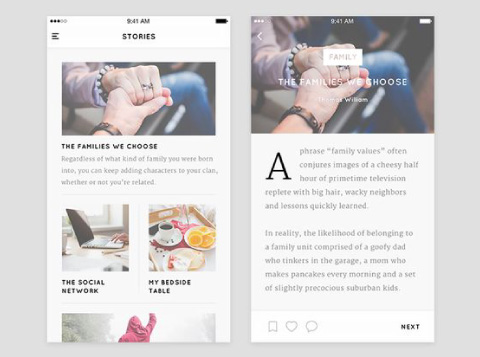 9:41 AM
STORIES
THE FAMILIES WE CHOOSE
Regardless of what kind of family you were born
into, you can keep adding characters to your clan,
whether or not you're related.
THE SOCIAL
NETWORK
MY BEDSIDE
TABLE
9:41 AM
FAMILY
THE FAMILIES WE CHOOSE
Thomas William
A phrase “family values” often
conjures images of a cheesy half
hour of primetime television
replete with big hair, wacky neighbors
and lessons quickly learned.
In reality, the likelihood of belonging to
a family unit comprised of a goofy dad
who tinkers in the garage, a mom who
makes pancakes every morning and a set
of slightly precocious suburban kids
NEXT